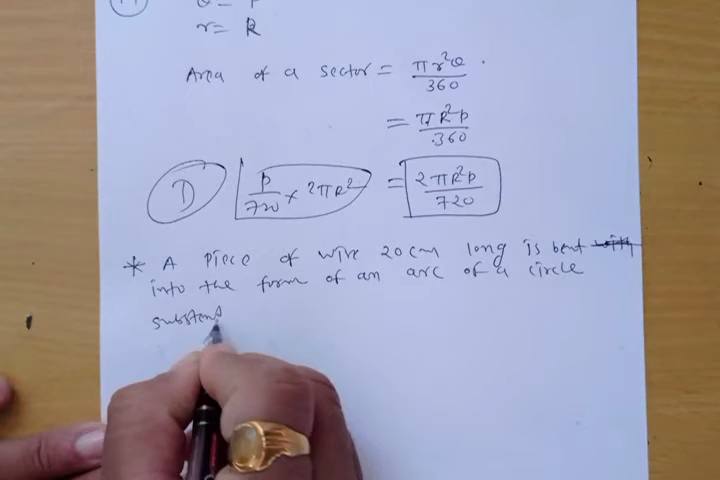 θ = P
r = R
Area of a sector = πr²θ / 360 .
= πR²p / .360
D p/720 × 2πR² = 2πR²p / 720
* A piece of wire 20cm long is bent
into the form of an arc of a circle
substend